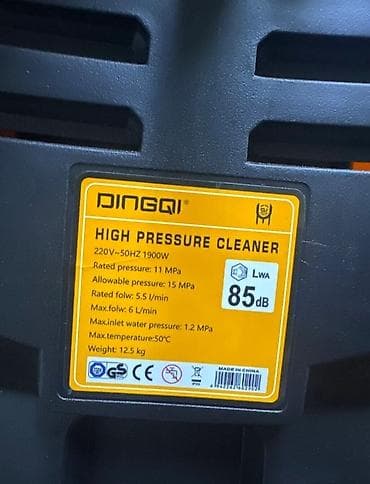 DINGQI
HIGH PRESSURE CLEANER
220V~50HZ 1900W
Rated pressure: 11 MPa
Allowable pressure: 15 MPa
Rated folw: 5.5 l/min
Max.folw: 6 L/min
Max.inlet water pressure: 1.2 MPa
Max.temperature:50℃
Weight: 12.5 kg
LWA
85dB
GS CE
MADE IN CHINA